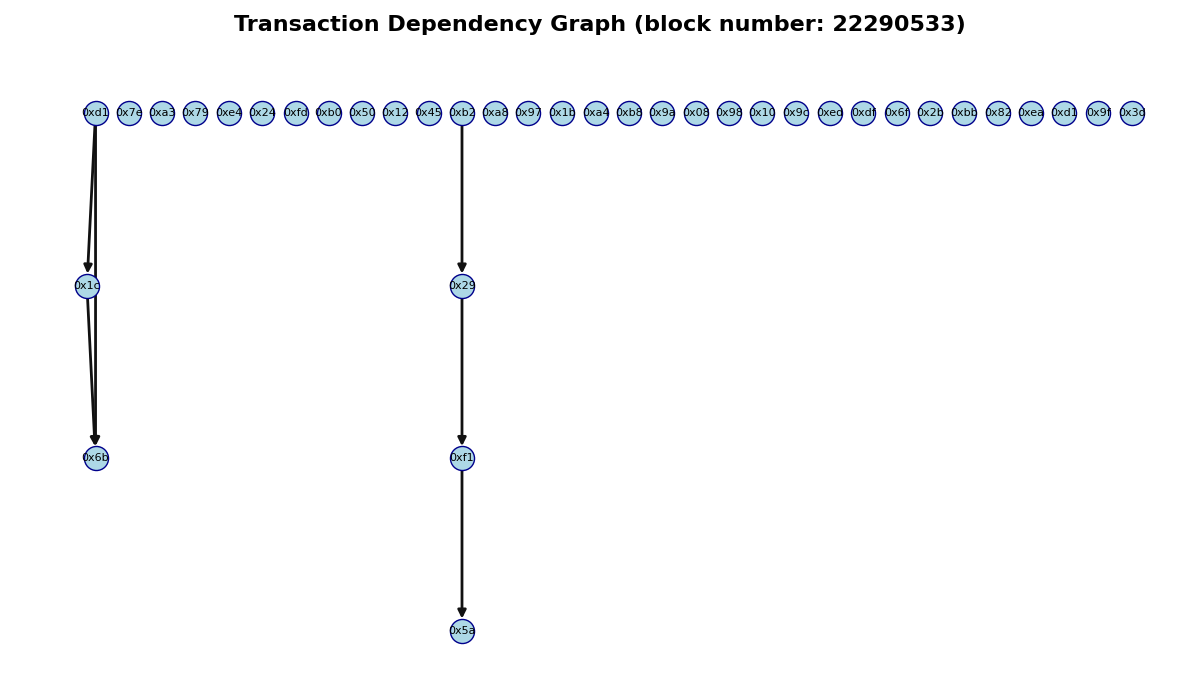 Transaction Dependency Graph (block number: 22290533)
0xd1 0x7e 0xa3 0x79 0xe4 0x24 0xfd 0xb0 0x50 0x12 0x45 0xb2 0xa8 0x97 0x1b 0xa4 0xb8 0x9a 0x08 0x98 0x10 0x9c 0xed 0xdf 0x6f 0x2b 0xbb 0x82 0xea 0xd1 0x9f 0x3d
0x1c 0x29
0x6b 0xf1
0x5a